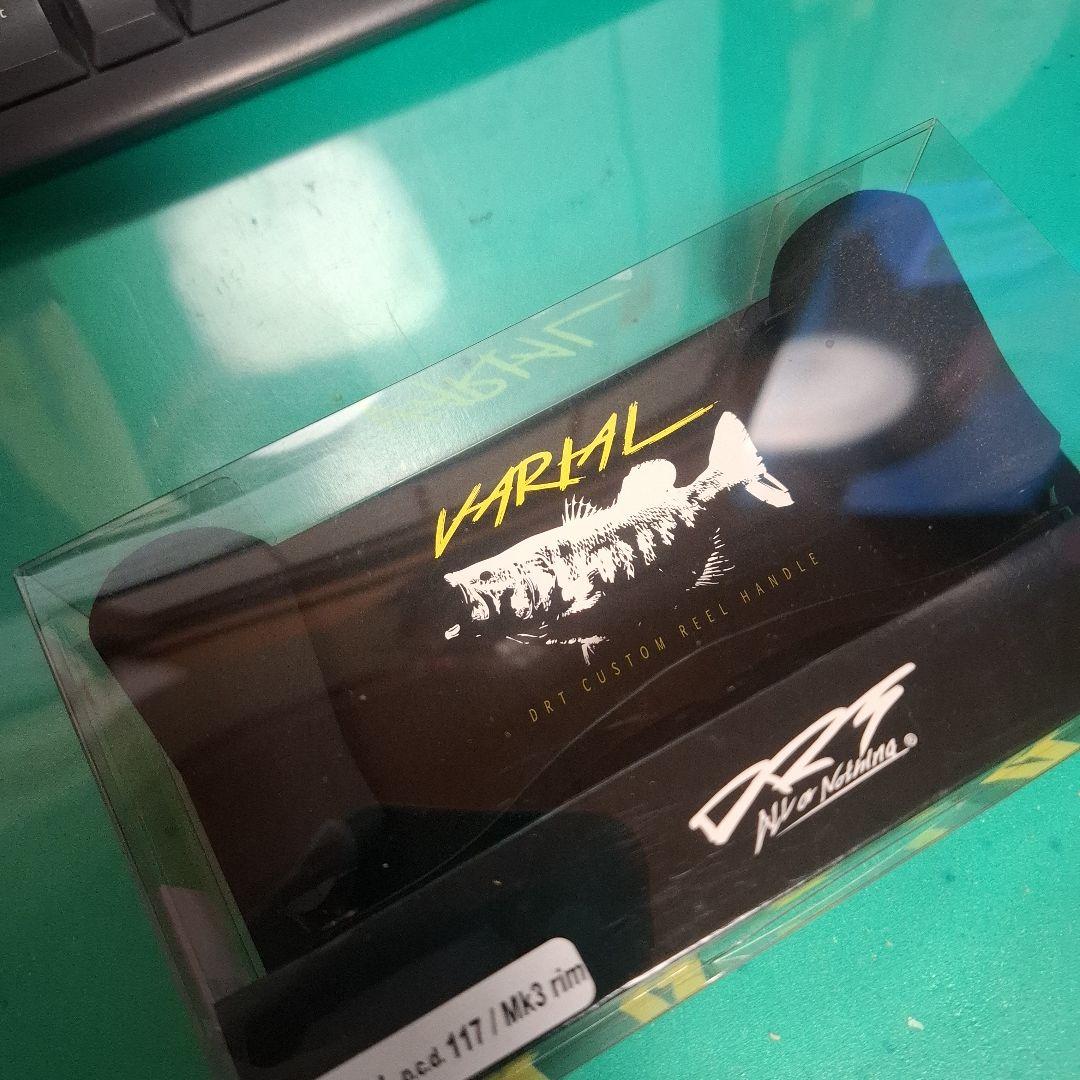 VARIAL
DRT CUSTOM REEL HANDLE
DRT
All or Nothing ®
o.c.d. 117 / Mk3 rim